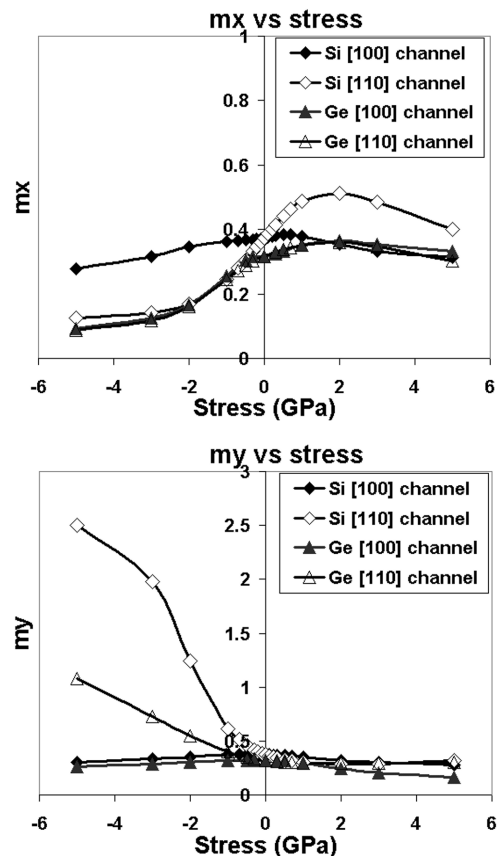 mx vs stress
1
0.8
0.6
0.4
0.2
0
mx
Si [100] channel
Si [110] channel
Ge [100] channel
Ge [110] channel
-6 -4 -2 0 2 4 6
Stress (GPa)
my vs stress
3
2.5
2
1.5
1
0.5
0
my
Si [100] channel
Si [110] channel
Ge [100] channel
Ge [110] channel
-6 -4 -2 0 2 4 6
Stress (GPa)